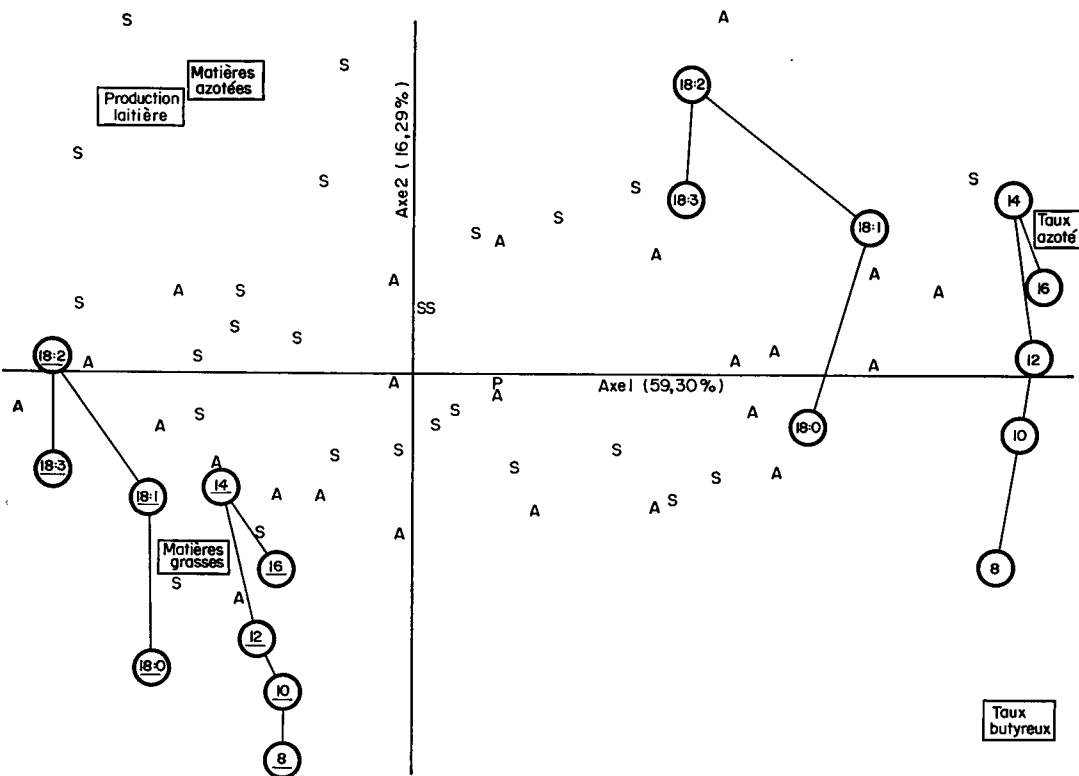 S
A
S
Matières
azotées
Production
laitière
18:2
Axe2 (16,29%)
S
S
S
S
S
A
18:3
14
Taux
azoté
18:1
S
A
A
A
A
A
16
S
A
S
SS
S
S
S
A
A
12
A
18:2
A
A
P
Axe1 (59,30%)
A
A
S
S
A
A
S
18:0
10
S
S
S
A
18:3
14
S
A
S
18:1
A
A
S
A
A
S
A
Matières
grasses
16
8
S
A
12
18:0
10
Taux
butyreux
8